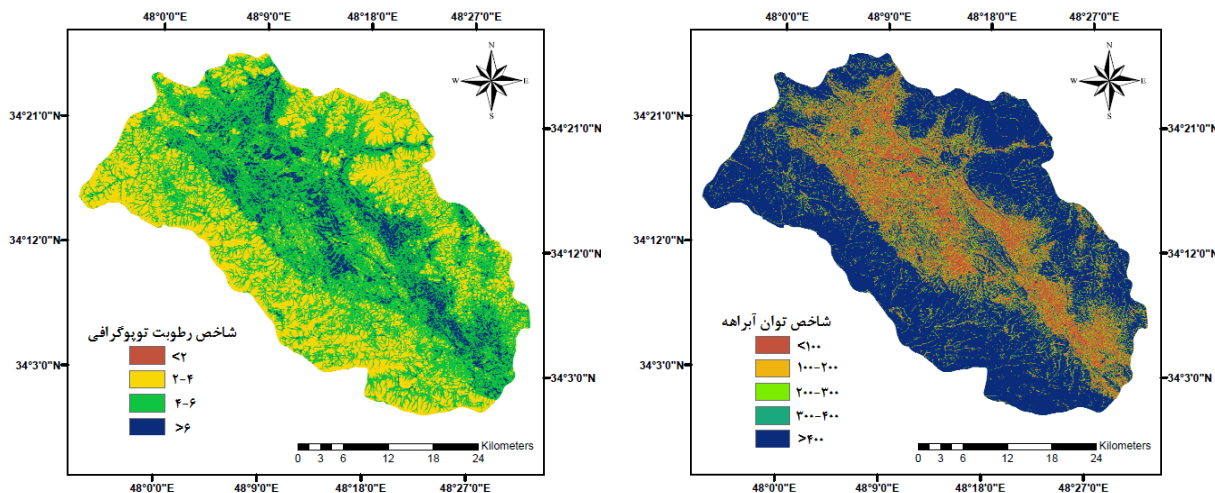 48°0'0"E 48°9'0"E 48°18'0"E 48°27'0"E
N
W E
S
34°21'0"N 34°21'0"N
34°12'0"N 34°12'0"N
34°3'0"N 34°3'0"N
شاخص رطوبت توپوگرافی
<۲
۲-۴
۴-۶
>۶
Kilometers
0 3 6 12 18 24
48°0'0"E 48°9'0"E 48°18'0"E 48°27'0"E
48°0'0"E 48°9'0"E 48°18'0"E 48°27'0"E
N
W E
S
34°21'0"N 34°21'0"N
34°12'0"N 34°12'0"N
34°3'0"N 34°3'0"N
شاخص توان آبراهه
<۱۰۰
۱۰۰-۲۰۰
۲۰۰-۳۰۰
۳۰۰-۴۰۰
>۴۰۰
Kilometers
0 3 6 12 18 24
48°0'0"E 48°9'0"E 48°18'0"E 48°27'0"E